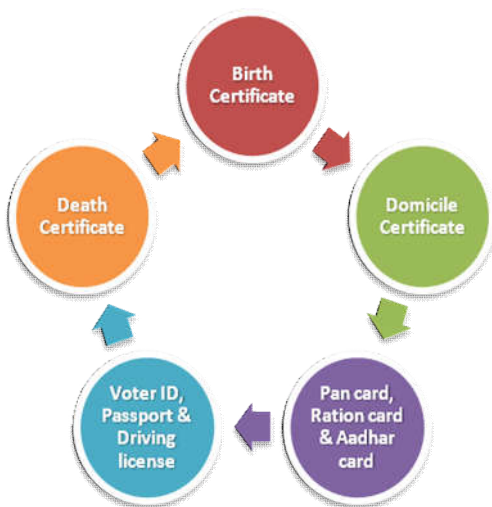 Birth
Certificate
Domicile
Certificate
Pan card,
Ration card
& Aadhar
card
Voter ID,
Passport &
Driving
license
Death
Certificate